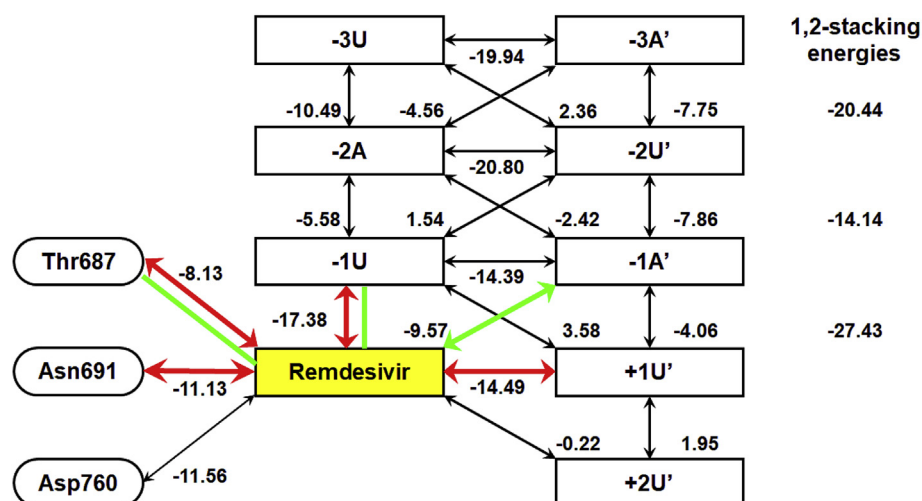 -3U
-3A’
1,2-stacking
energies
-19.94
-10.49
-4.56
2.36
-7.75
-20.44
-2A
-2U’
-20.80
-5.58
1.54
-2.42
-7.86
-14.14
Thr687
-1U
-1A’
-8.13
-14.39
-17.38
-9.57
3.58
-4.06
-27.43
Asn691
Remdesivir
+1U’
-11.13
-14.49
-0.22
1.95
-11.56
Asp760
+2U’